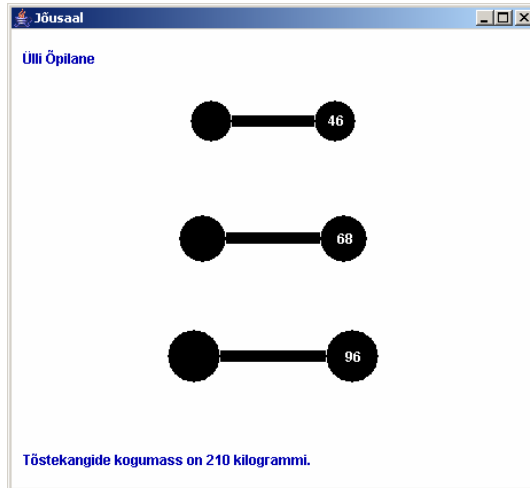 Jõusaal
Ülli Õpilane
46
68
96
Tõstekangide kogumass on 210 kilogrammi.